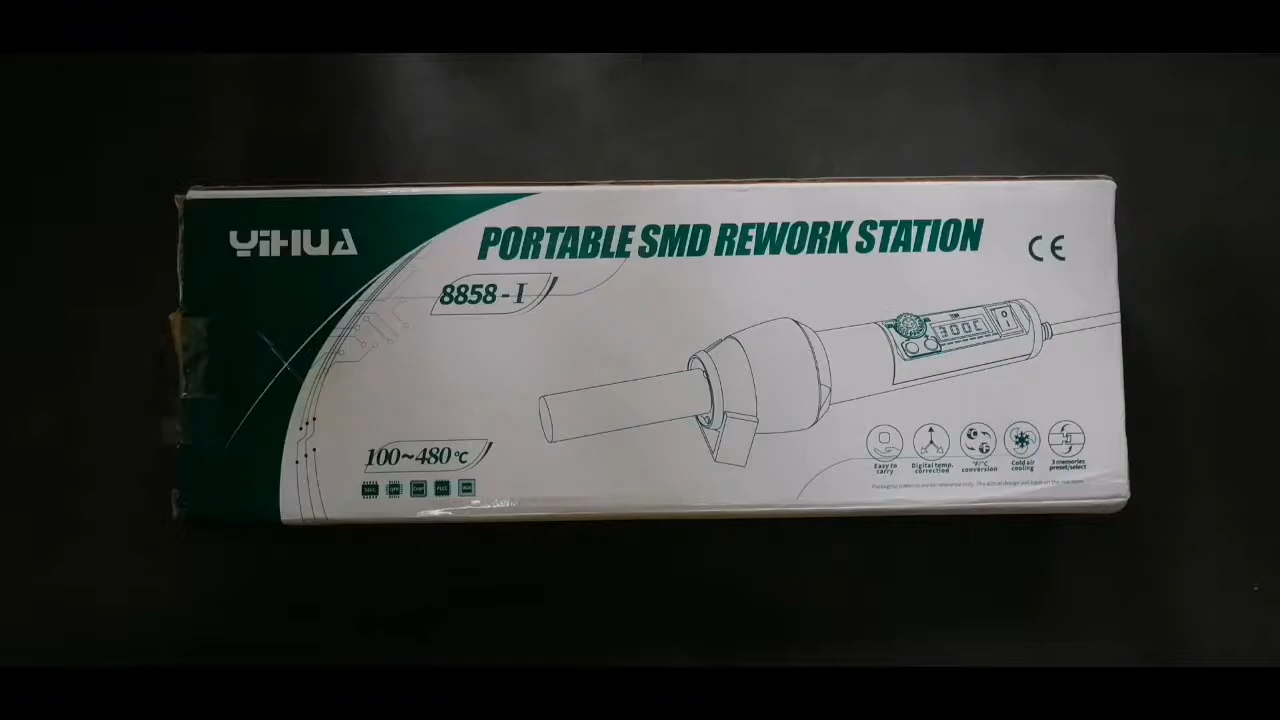 YiHUA
PORTABLE SMD REWORK STATION
CE
8858-I
300C
100~480℃
Easy to carry
Digital temp. correction
°F/°C conversion
Cold air cooling
3 memories preset/select